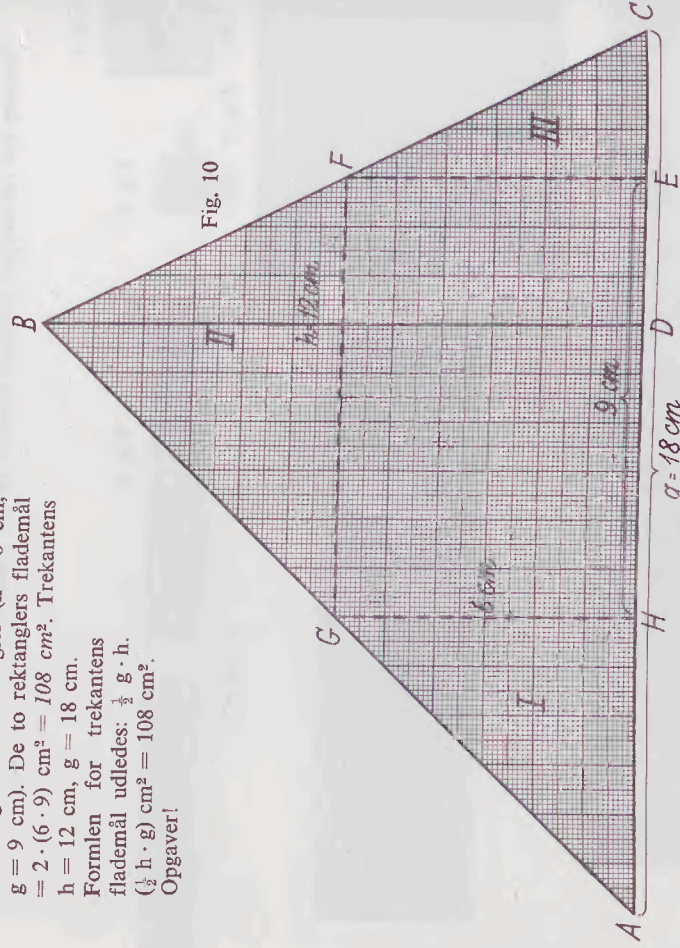 g = 9 cm). De to rektanglers flademål
= 2 · (6 · 9) cm² = 108 cm². Trekantens
h = 12 cm, g = 18 cm.
Formlen for trekantens
flademål udledes: ½ g · h.
(½ h · g) cm² = 108 cm².
Opgaver!
Fig. 10
B
II
h=12cm.
G
F
6 cm
I
III
9 cm
A
H
D
E
C
g = 18 cm